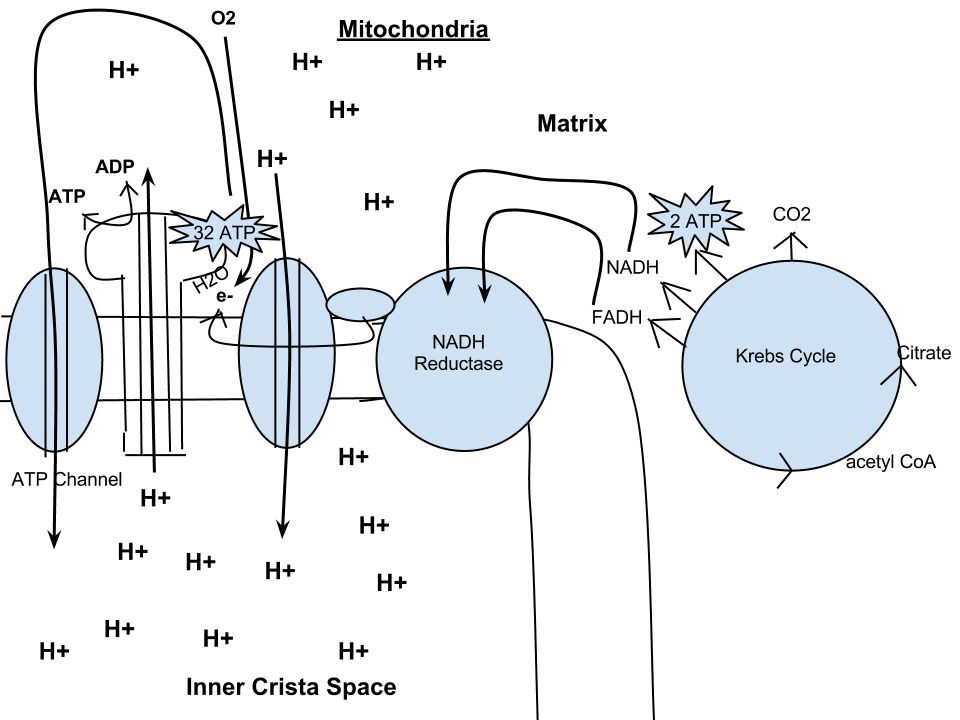 O2
Mitochondria
H+
H+
H+
H+
Matrix
H+
ADP
ATP
H+
32 ATP
2 ATP
CO2
H2O
e-
NADH
FADH
NADH
Reductase
Krebs Cycle
Citrate
acetyl CoA
H+
ATP Channel
H+
H+
H+
H+
H+
H+
H+
H+
H+
H+
Inner Crista Space